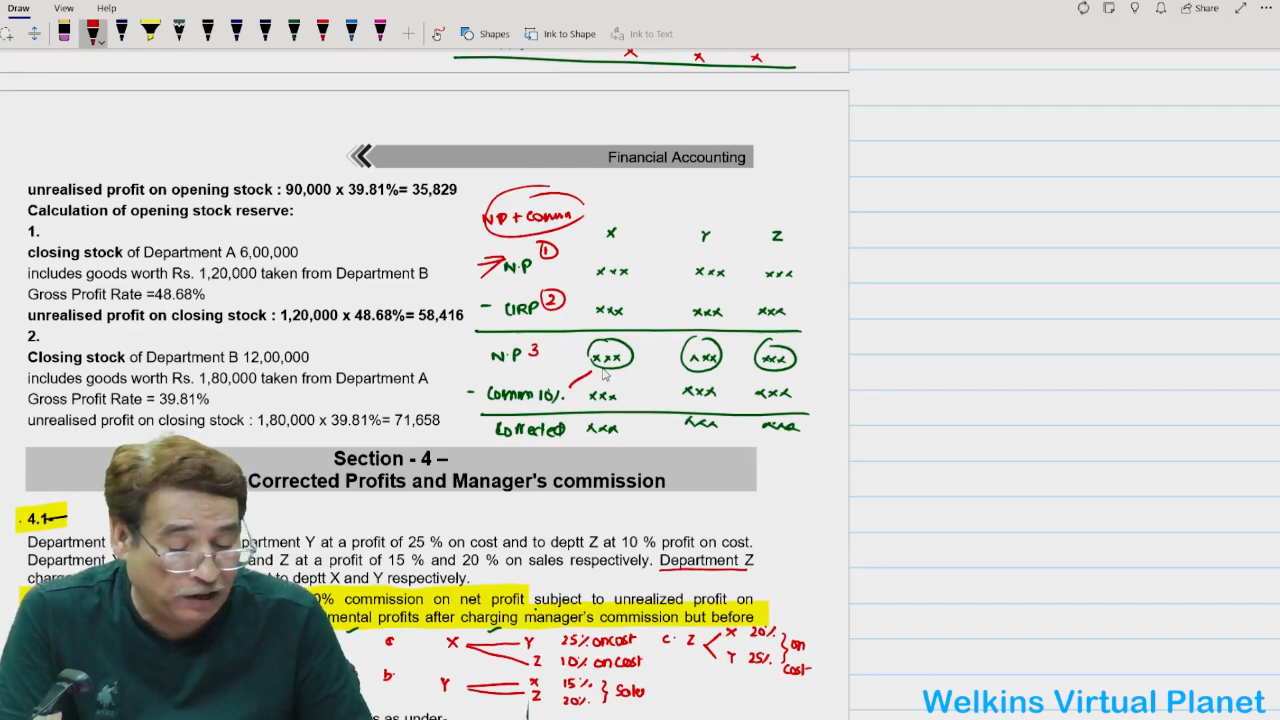 Draw View Help
Share
Shapes Ink to Shape Ink to Text
x x x
Financial Accounting
unrealised profit on opening stock : 90,000 x 39.81%= 35,829
Calculation of opening stock reserve:
1.
closing stock of Department A 6,00,000
includes goods worth Rs. 1,20,000 taken from Department B
Gross Profit Rate =48.68%
unrealised profit on closing stock : 1,20,000 x 48.68%= 58,416
2.
Closing stock of Department B 12,00,000
includes goods worth Rs. 1,80,000 taken from Department A
Gross Profit Rate = 39.81%
unrealised profit on closing stock : 1,80,000 x 39.81%= 71,658
NP + Comm
X Y Z
N.P 1 xxx xxx xxx
- URP 2 xxx xxx xxx
N.P 3 xxx xxx xxx
- Comm 10%. xxx xxx xxx
Corrected xxx xxx xxx
Section - 4 –
Corrected Profits and Manager's commission
4.1
Department partment Y at a profit of 25 % on cost and to deptt Z at 10 % profit on cost.
Department and Z at a profit of 15 % and 20 % on sales respectively. Department Z
to deptt X and Y respectively.
0% commission on net profit subject to unrealized profit on
mental profits after charging manager's commission but before
a X Y 25% on cost c. Z X 20% on
Z 10% on cost Y 25% cost
b. Y X 15% Sales
Z 20%
as under-
Welkins Virtual Planet